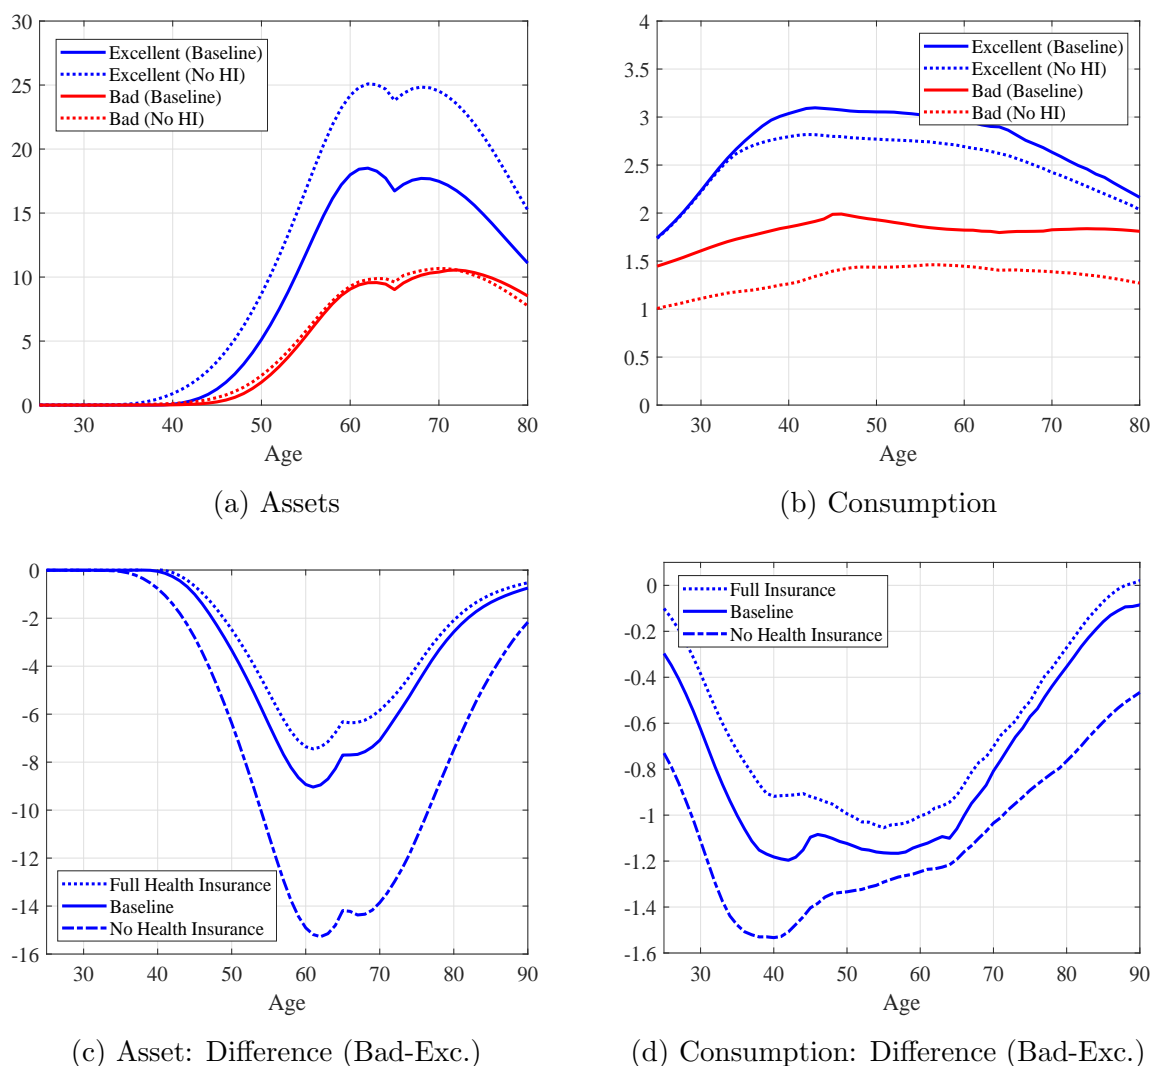 30
25
20
15
10
5
0
Excellent (Baseline)
Excellent (No HI)
Bad (Baseline)
Bad (No HI)
30 40 50 60 70 80
Age
(a) Assets
4
3.5
3
2.5
2
1.5
1
0.5
0
Excellent (Baseline)
Excellent (No HI)
Bad (Baseline)
Bad (No HI)
30 40 50 60 70 80
Age
(b) Consumption
0
-2
-4
-6
-8
-10
-12
-14
-16
Full Health Insurance
Baseline
No Health Insurance
30 40 50 60 70 80 90
Age
(c) Asset: Difference (Bad-Exc.)
0
-0.2
-0.4
-0.6
-0.8
-1
-1.2
-1.4
-1.6
Full Insurance
Baseline
No Health Insurance
30 40 50 60 70 80 90
Age
(d) Consumption: Difference (Bad-Exc.)